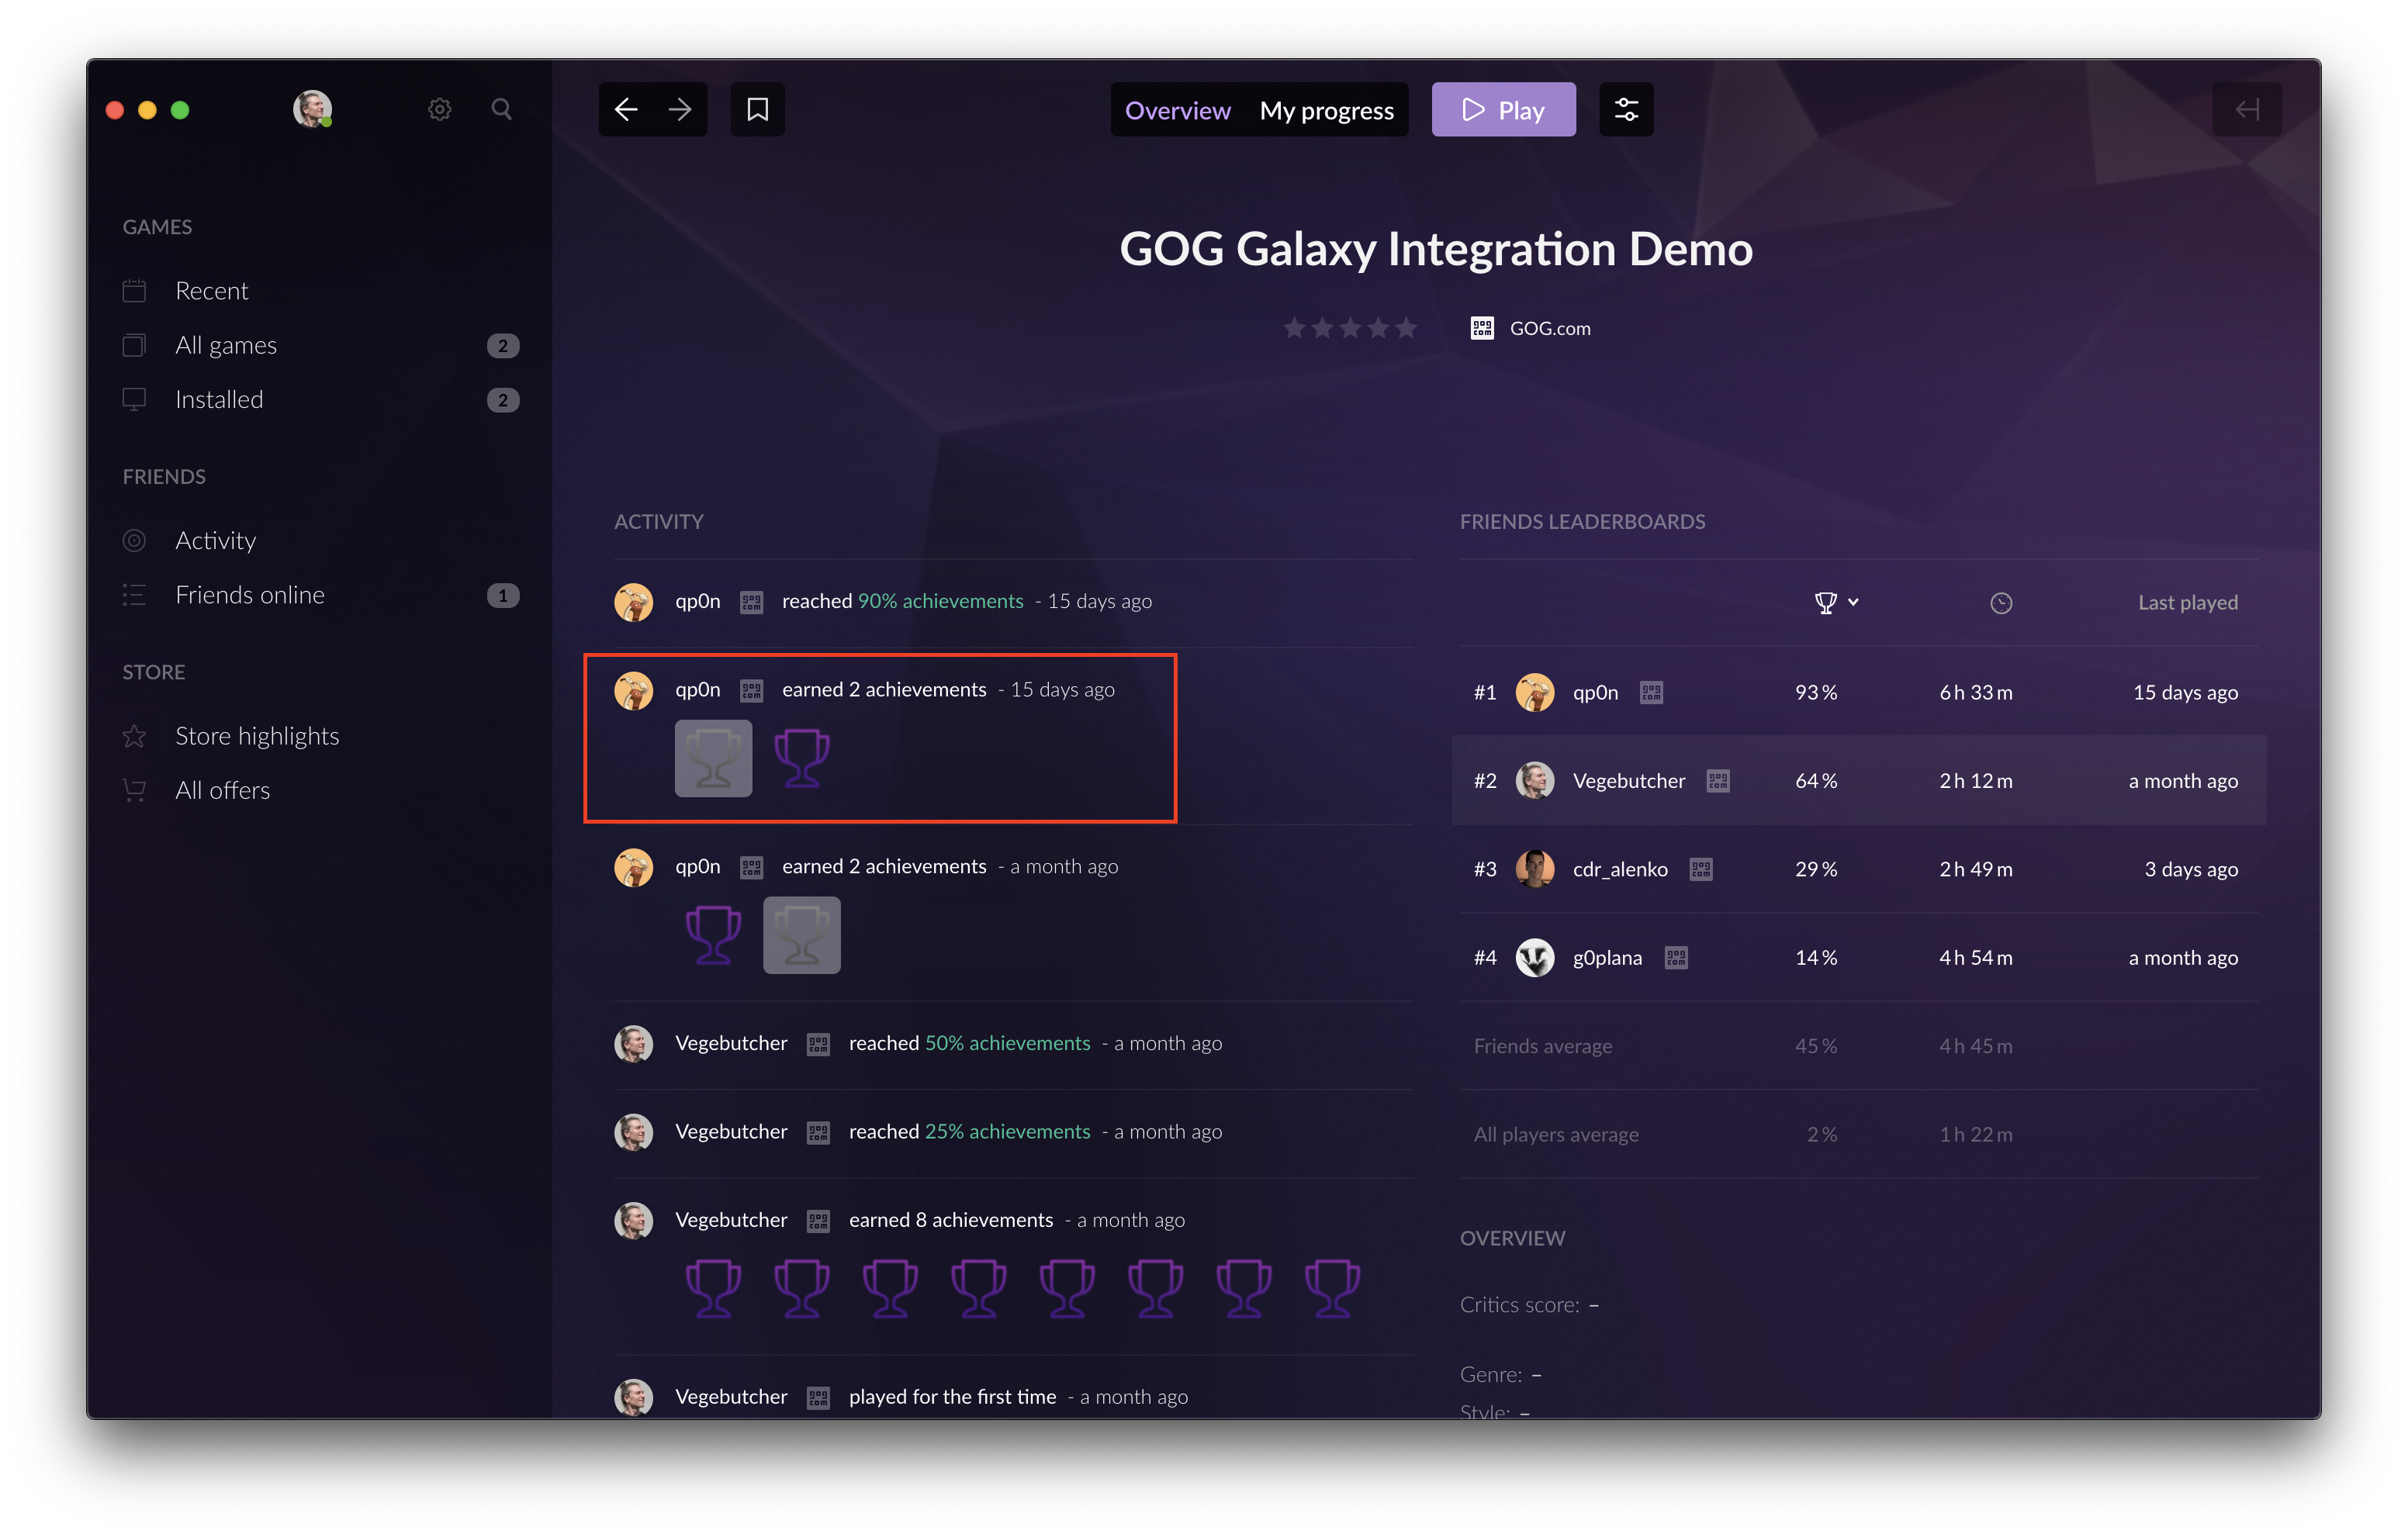 Overview
My progress
Play
GAMES
Recent
All games 2
Installed 2
FRIENDS
Activity
Friends online 1
STORE
Store highlights
All offers
GOG Galaxy Integration Demo
GOG.com
ACTIVITY
qp0n reached 90% achievements - 15 days ago
qp0n earned 2 achievements - 15 days ago
qp0n earned 2 achievements - a month ago
Vegebutcher reached 50% achievements - a month ago
Vegebutcher reached 25% achievements - a month ago
Vegebutcher earned 8 achievements - a month ago
Vegebutcher played for the first time - a month ago
FRIENDS LEADERBOARDS
Last played
#1 qp0n 93 % 6 h 33 m 15 days ago
#2 Vegebutcher 64 % 2 h 12 m a month ago
#3 cdr_alenko 29 % 2 h 49 m 3 days ago
#4 g0plana 14 % 4 h 54 m a month ago
Friends average 45 % 4 h 45 m
All players average 2 % 1 h 22 m
OVERVIEW
Critics score: –
Genre: –
Style: –